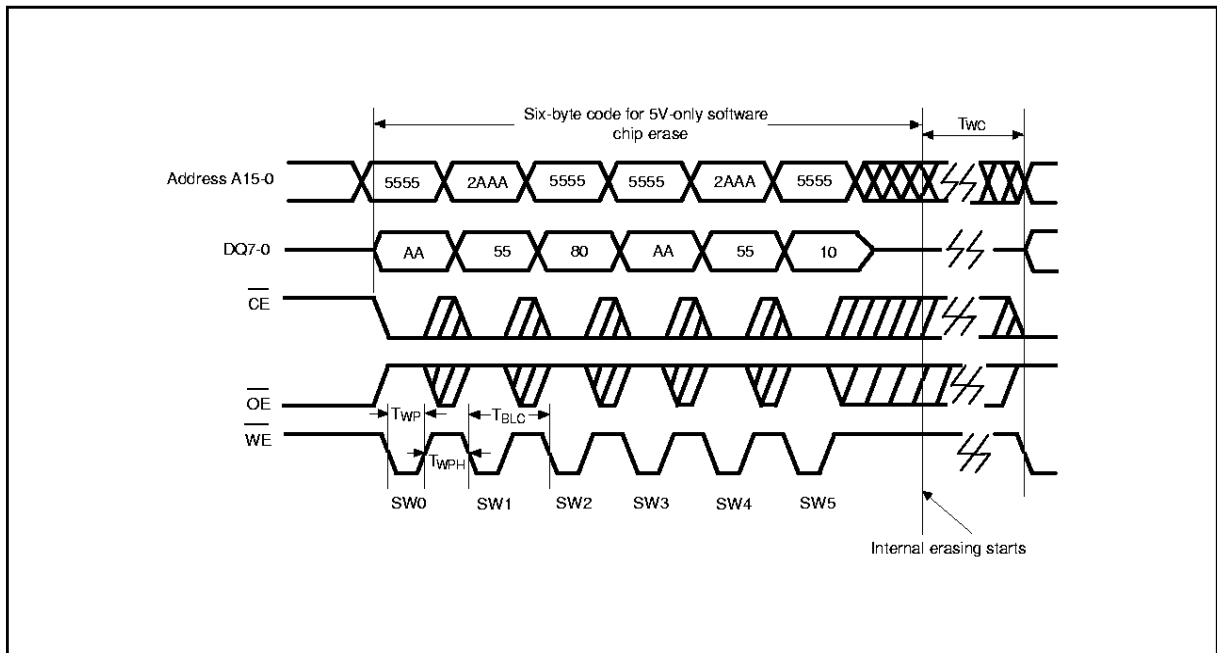 Six-byte code for 5V-only software
chip erase
TWC
Address A15-0
5555 2AAA 5555 5555 2AAA 5555
DQ7-0
AA 55 80 AA 55 10
CE
OE
TWP TBLC
WE
TWPH
SW0 SW1 SW2 SW3 SW4 SW5
Internal erasing starts